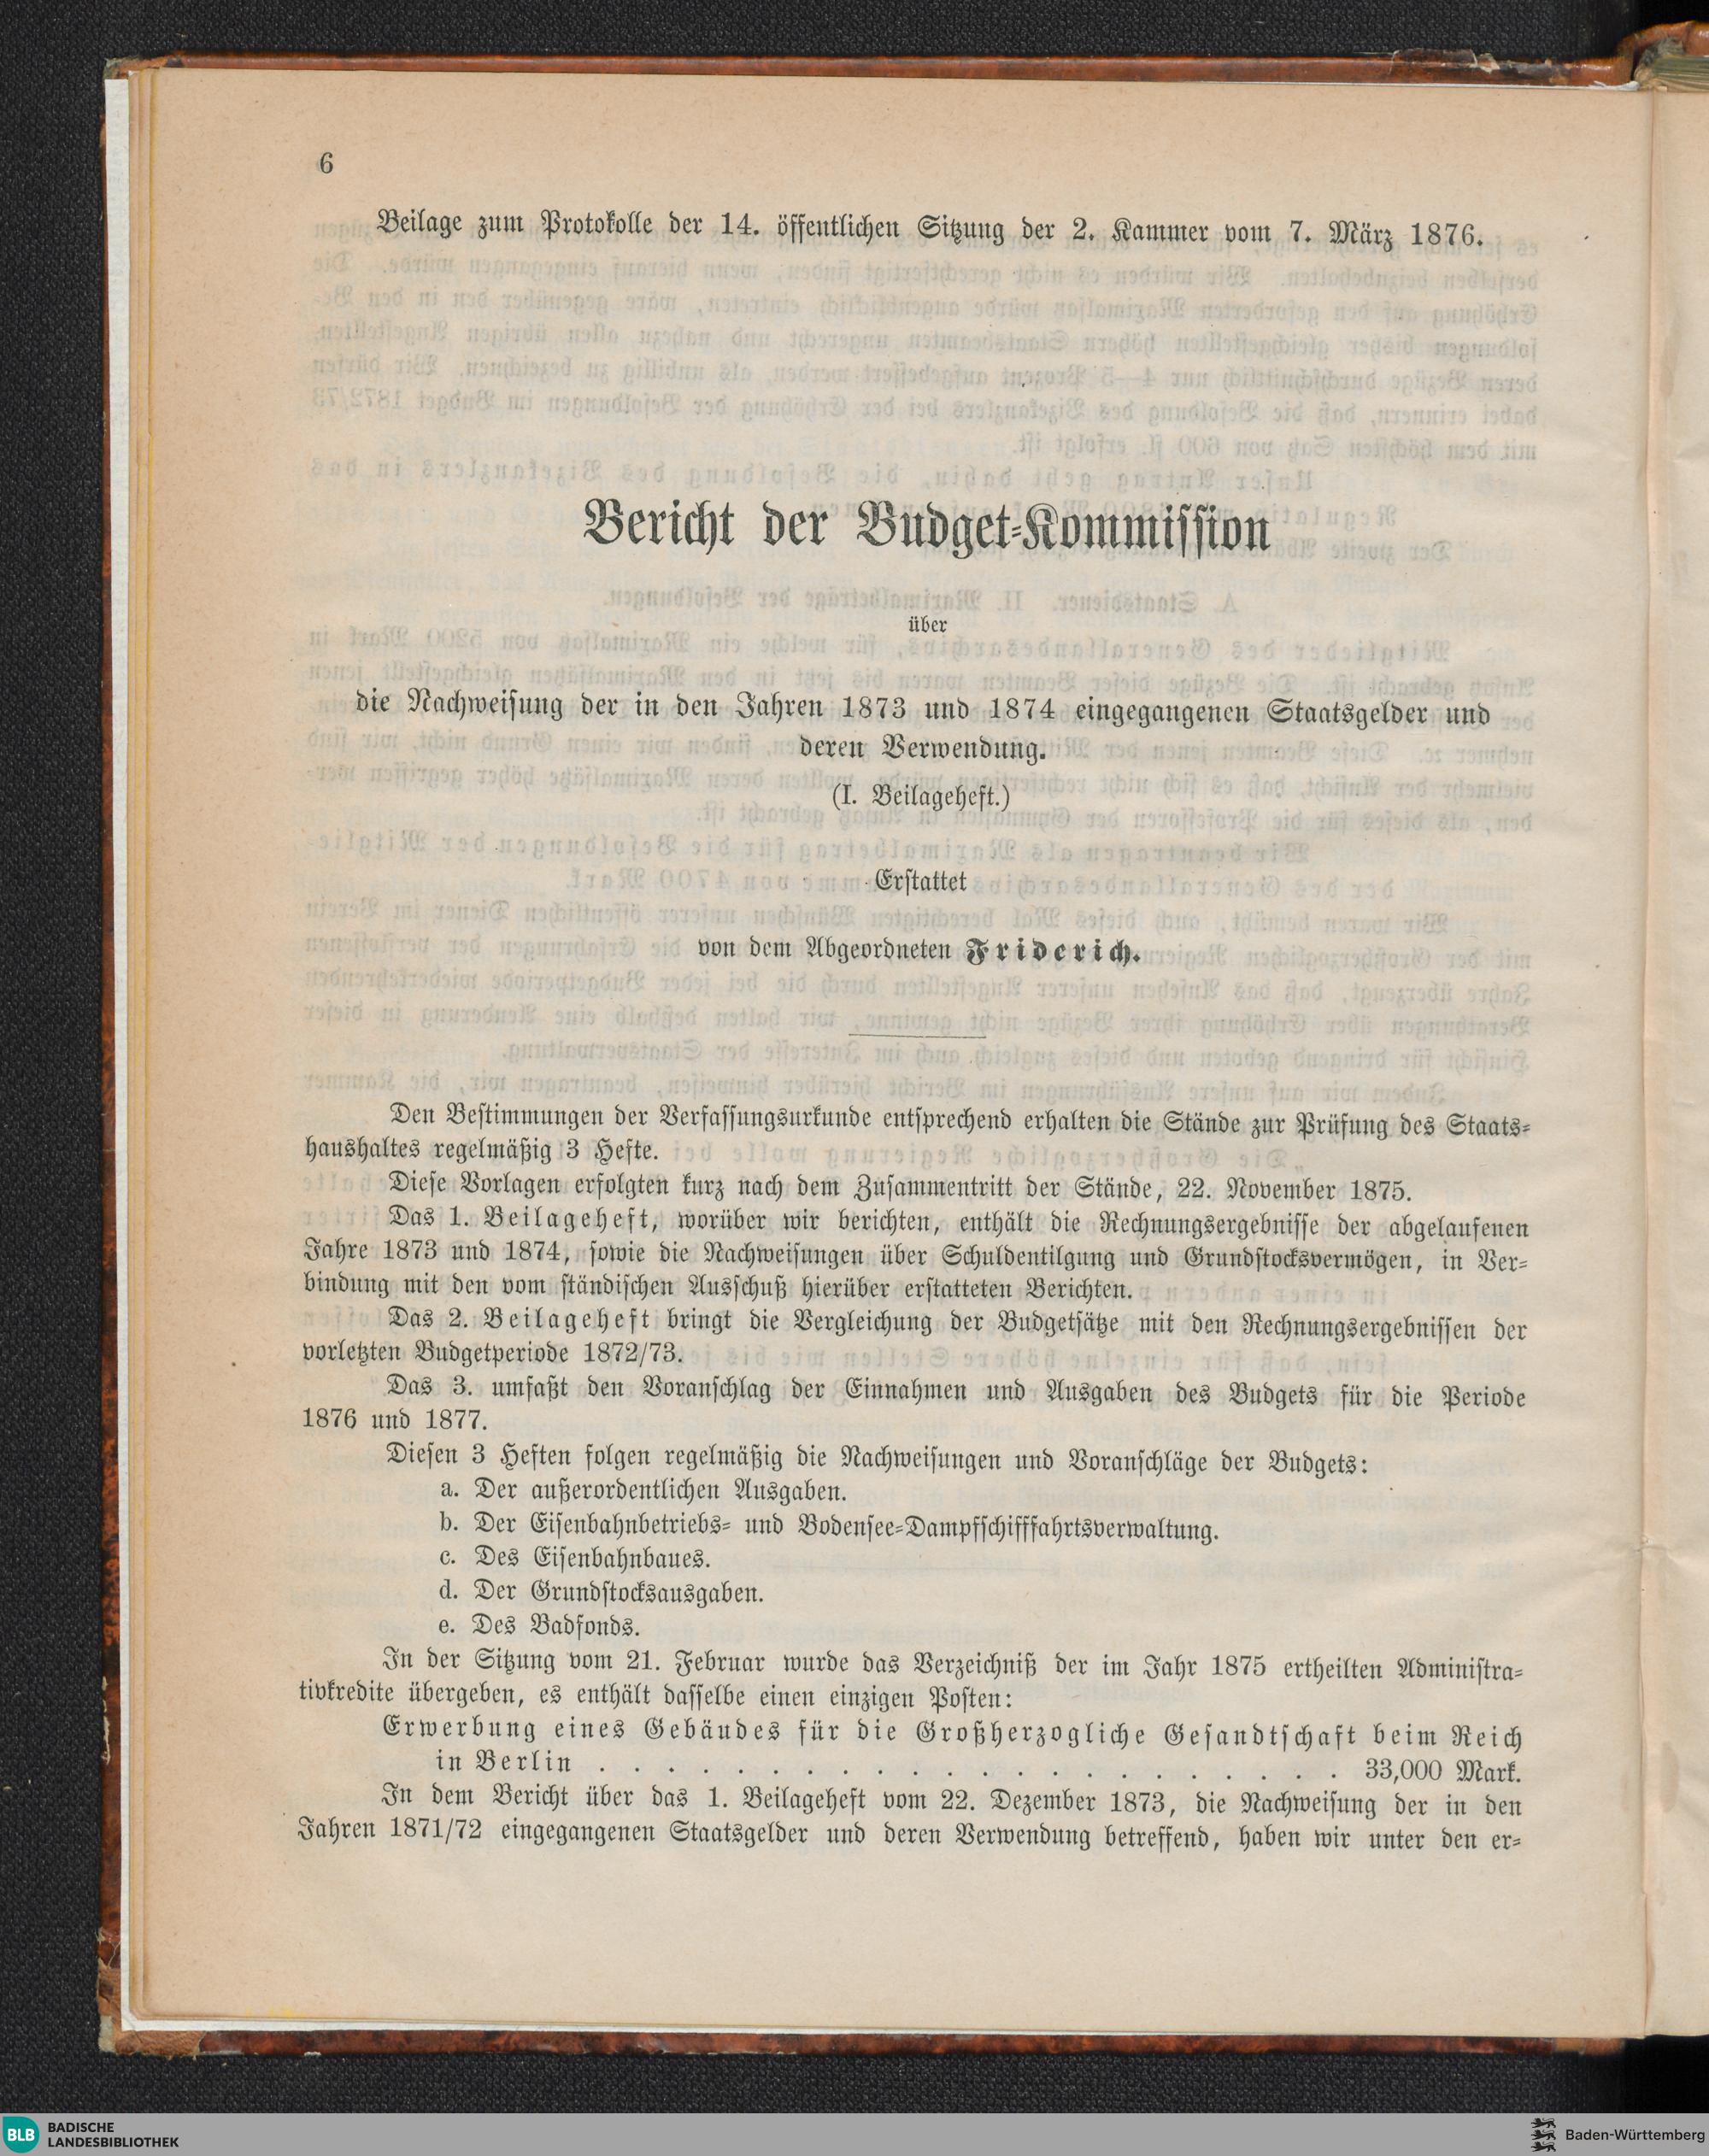 6
Beilage zum Protokolle der 14. öffentlichen Sitzung der 2. Kammer vom 7. März 1876.
Bericht der Budget-Kommission
über
die Nachweisung der in den Jahren 1873 und 1874 eingegangenen Staatsgelder und
deren Verwendung.
(I. Beilageheft.)
Erstattet
von dem Abgeordneten Friderich.
Den Bestimmungen der Verfassungsurkunde entsprechend erhalten die Stände zur Prüfung des Staats-
haushaltes regelmäßig 3 Hefte.
Diese Vorlagen erfolgten kurz nach dem Zusammentritt der Stände, 22. November 1875.
Das 1. Beilageheft, worüber wir berichten, enthält die Rechnungsergebnisse der abgelaufenen
Jahre 1873 und 1874, sowie die Nachweisungen über Schuldentilgung und Grundstocksvermögen, in Ver-
bindung mit den vom ständischen Ausschuß hierüber erstatteten Berichten.
Das 2. Beilageheft bringt die Vergleichung der Budgetsätze mit den Rechnungsergebnissen der
vorletzten Budgetperiode 1872/73.
Das 3. umfaßt den Voranschlag der Einnahmen und Ausgaben des Budgets für die Periode
1876 und 1877.
Diesen 3 Heften folgen regelmäßig die Nachweisungen und Voranschläge der Budgets:
a. Der außerordentlichen Ausgaben.
b. Der Eisenbahnbetriebs- und Bodensee-Dampfschifffahrtsverwaltung.
c. Des Eisenbahnbaues.
d. Der Grundstocksausgaben.
e. Des Badfonds.
In der Sitzung vom 21. Februar wurde das Verzeichniß der im Jahr 1875 ertheilten Administra-
tivkredite übergeben, es enthält dasselbe einen einzigen Posten:
Erwerbung eines Gebäudes für die Großherzogliche Gesandtschaft beim Reich
in Berlin . . . . . . . . . . . . . . . . . . . . . . 33,000 Mark.
In dem Bericht über das 1. Beilageheft vom 22. Dezember 1873, die Nachweisung der in den
Jahren 1871/72 eingegangenen Staatsgelder und deren Verwendung betreffend, haben wir unter den er-
BLB BADISCHE
LANDESBIBLIOTHEK
Baden-Württemberg